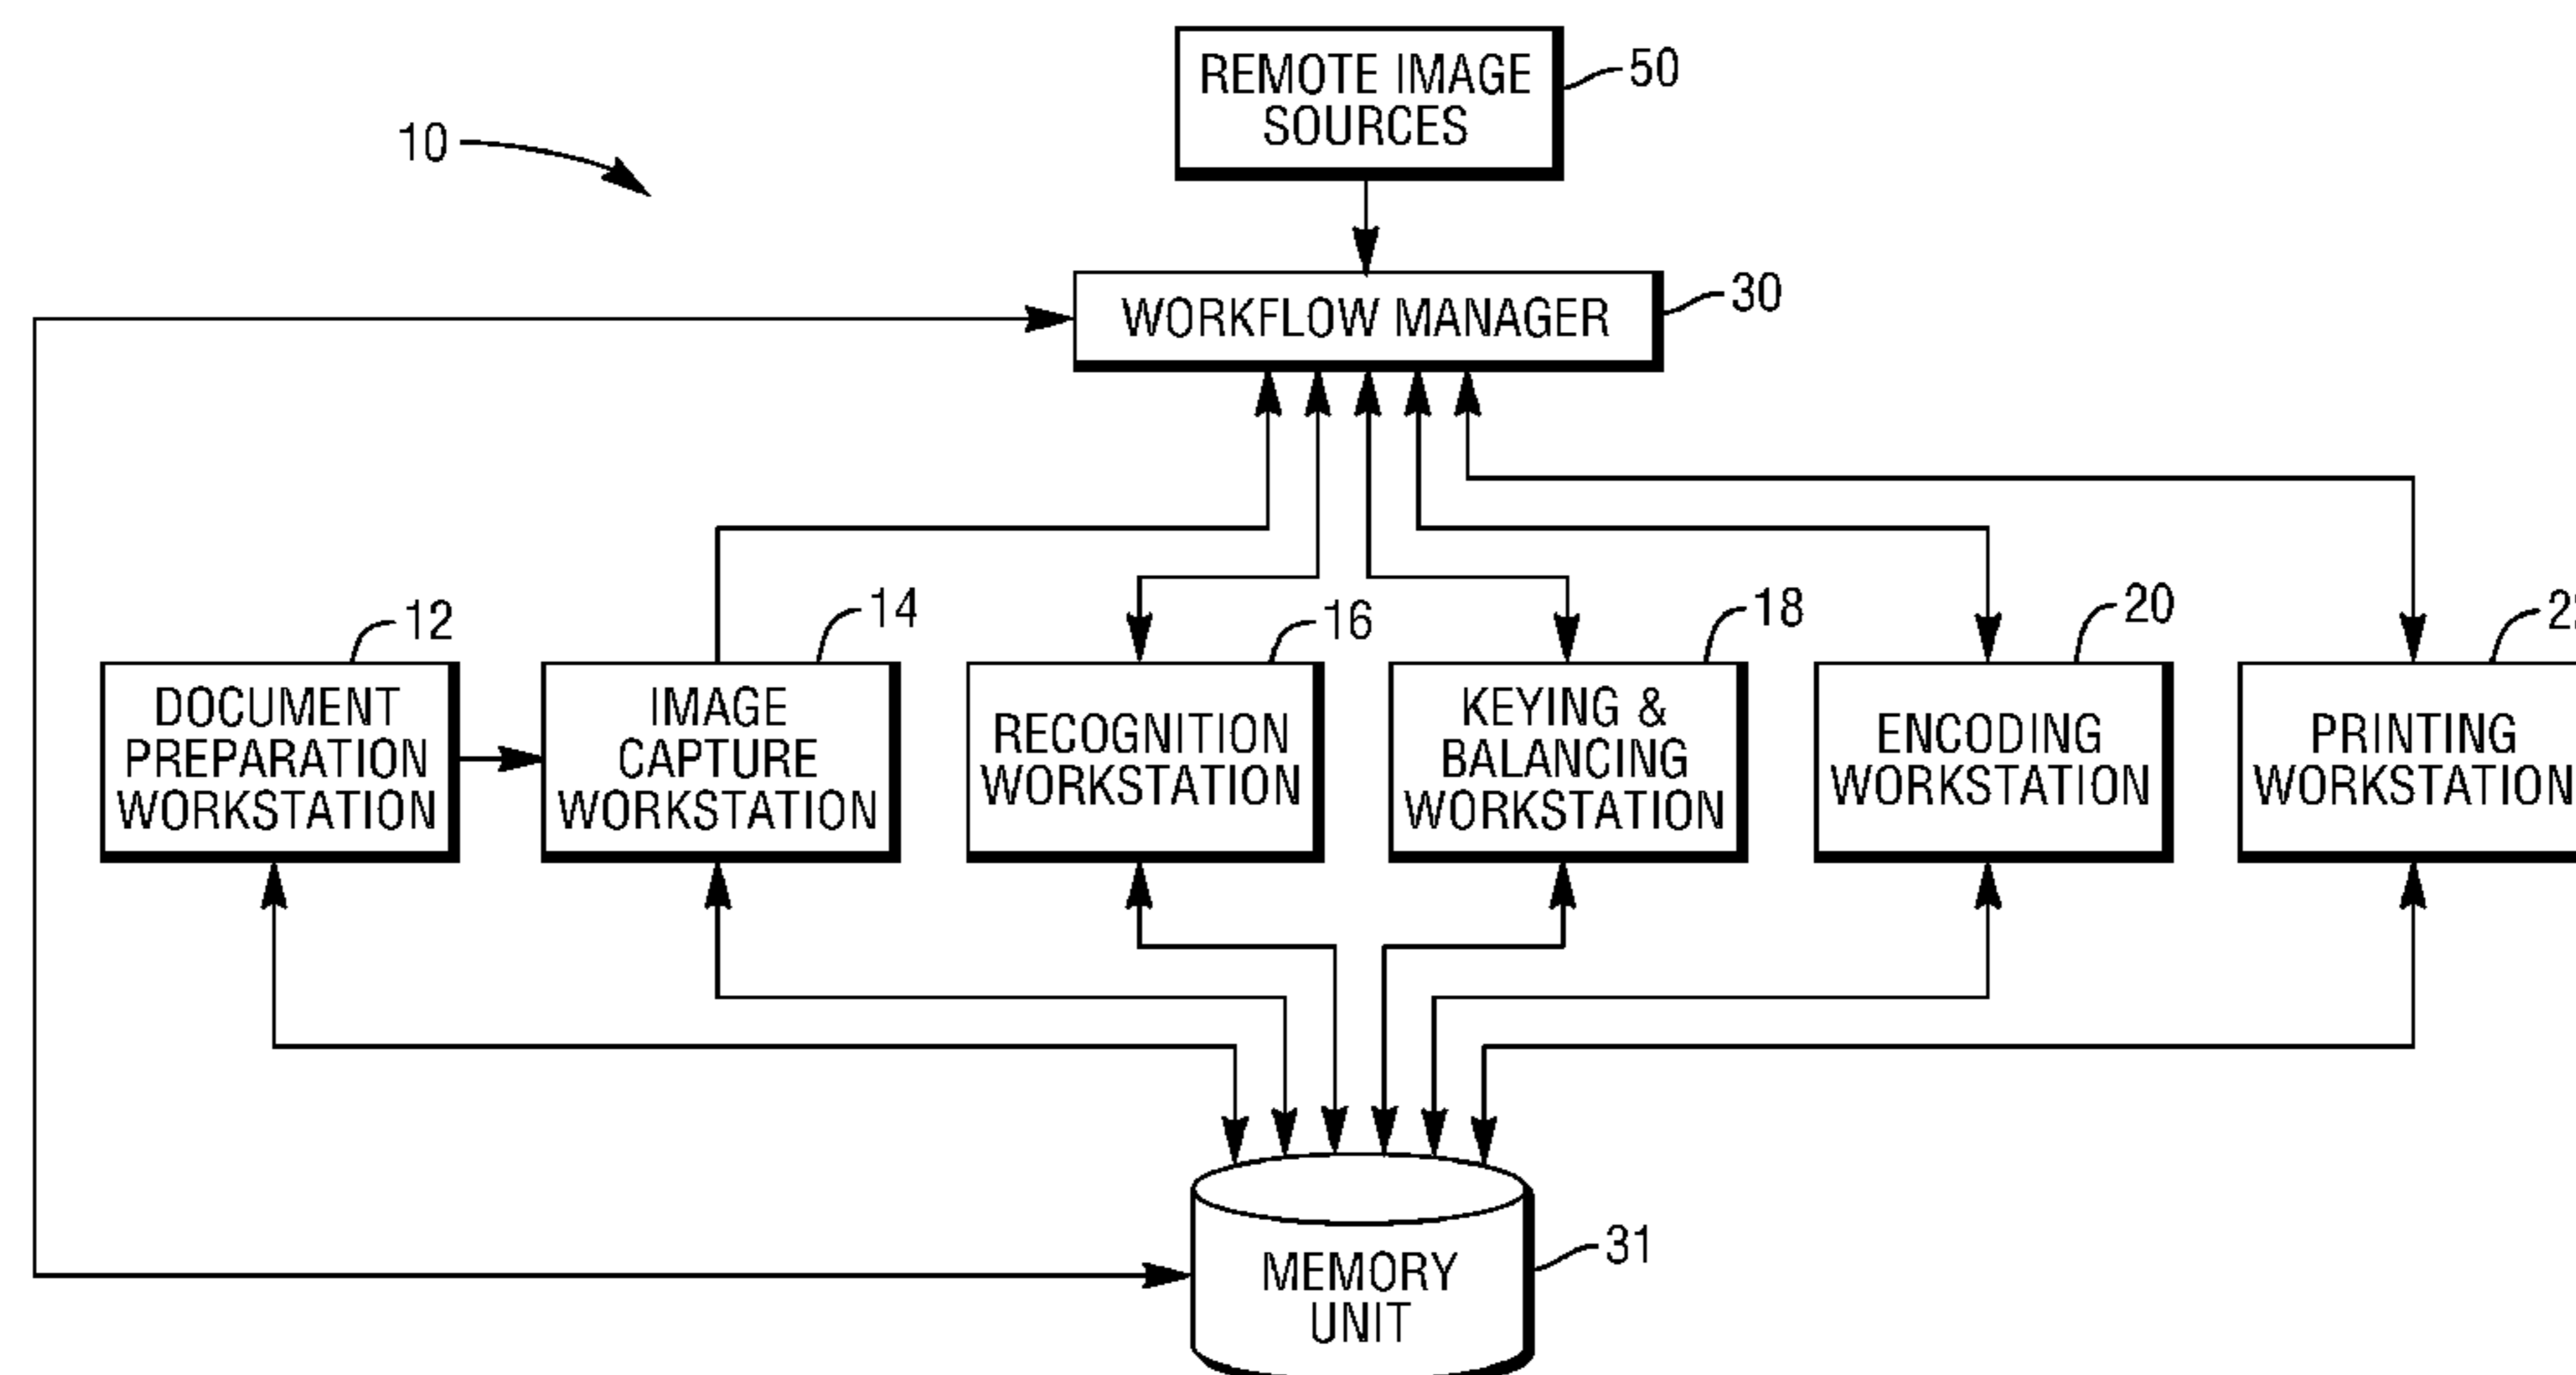 REMOTE IMAGE
SOURCES
50
10
WORKFLOW MANAGER
30
12
14
16
18
20
DOCUMENT
PREPARATION
WORKSTATION
IMAGE
CAPTURE
WORKSTATION
RECOGNITION
WORKSTATION
KEYING &
BALANCING
WORKSTATION
ENCODING
WORKSTATION
PRINTING
WORKSTATION
MEMORY
UNIT
31